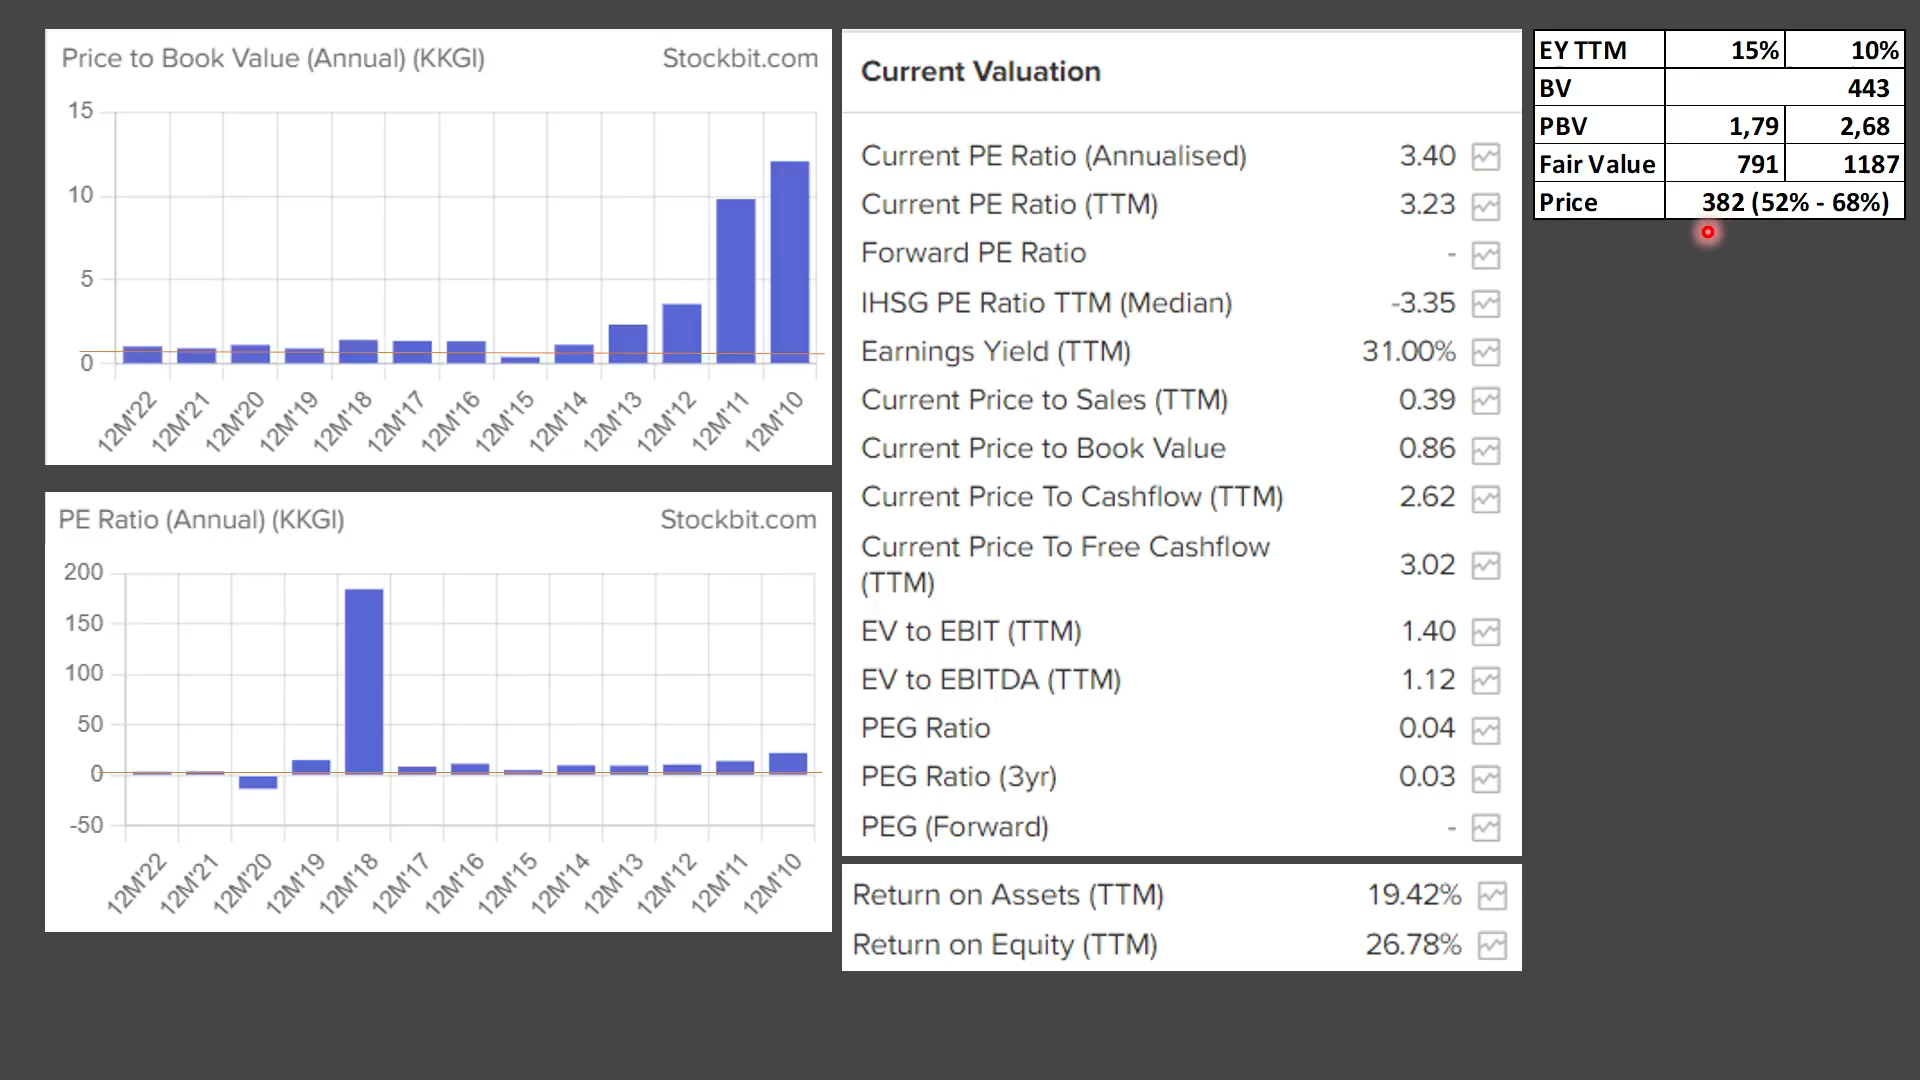 Price to Book Value (Annual) (KKGI) Stockbit.com
15
10
5
0
12M'22 12M'21 12M'20 12M'19 12M'18 12M'17 12M'16 12M'15 12M'14 12M'13 12M'12 12M'11 12M'10
PE Ratio (Annual) (KKGI) Stockbit.com
200
150
100
50
0
-50
12M'22 12M'21 12M'20 12M'19 12M'18 12M'17 12M'16 12M'15 12M'14 12M'13 12M'12 12M'11 12M'10
Current Valuation
Current PE Ratio (Annualised) 3.40
Current PE Ratio (TTM) 3.23
Forward PE Ratio -
IHSG PE Ratio TTM (Median) -3.35
Earnings Yield (TTM) 31.00%
Current Price to Sales (TTM) 0.39
Current Price to Book Value 0.86
Current Price To Cashflow (TTM) 2.62
Current Price To Free Cashflow
(TTM) 3.02
EV to EBIT (TTM) 1.40
EV to EBITDA (TTM) 1.12
PEG Ratio 0.04
PEG Ratio (3yr) 0.03
PEG (Forward) -
Return on Assets (TTM) 19.42%
Return on Equity (TTM) 26.78%
EY TTM 15% 10%
BV 443
PBV 1,79 2,68
Fair Value 791 1187
Price 382 (52% - 68%)